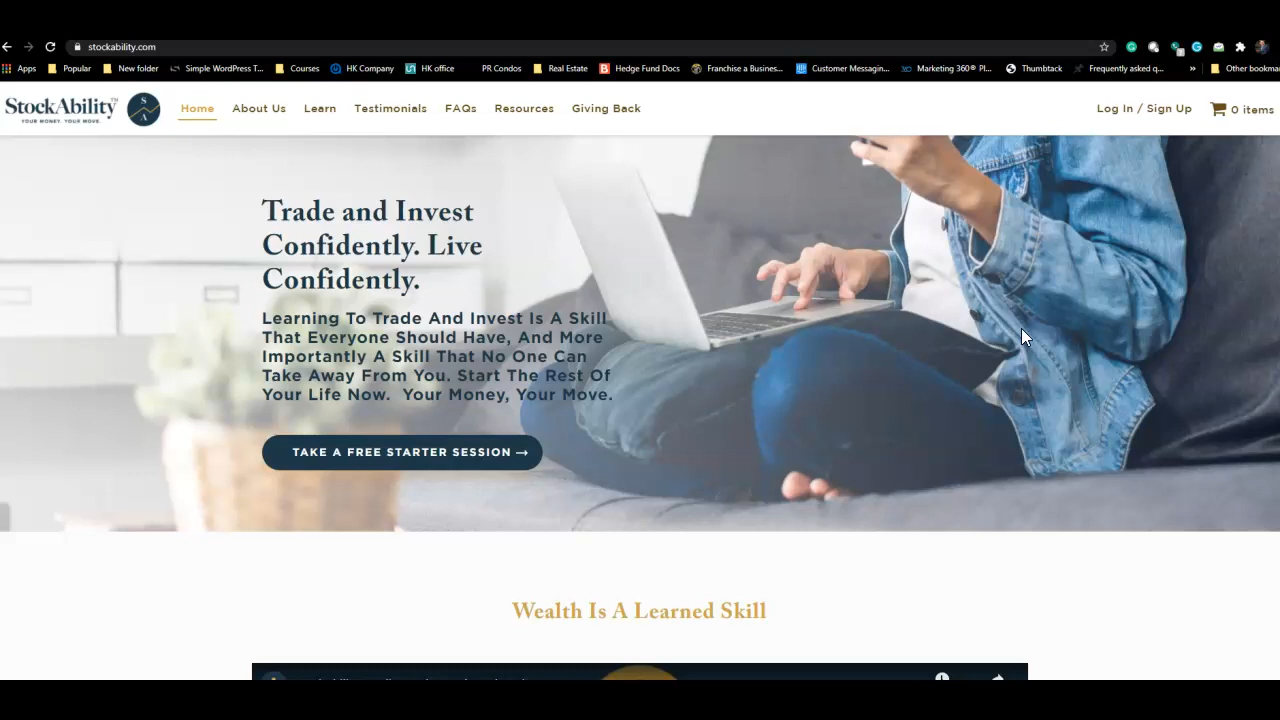 stockability.com
Apps Popular New folder Simple WordPress T... Courses HK Company HK office PR Condos Real Estate Hedge Fund Docs Franchise a Busines... Customer Messagin... Marketing 360® Pl... Thumbtack Frequently asked q... » Other bookma
StockAbility™ YOUR MONEY. YOUR MOVE. S A Home About Us Learn Testimonials FAQs Resources Giving Back Log In / Sign Up 0 items
Trade and Invest
Confidently. Live
Confidently.
Learning To Trade And Invest Is A Skill
That Everyone Should Have, And More
Importantly A Skill That No One Can
Take Away From You. Start The Rest Of
Your Life Now. Your Money, Your Move.
TAKE A FREE STARTER SESSION →
Wealth Is A Learned Skill